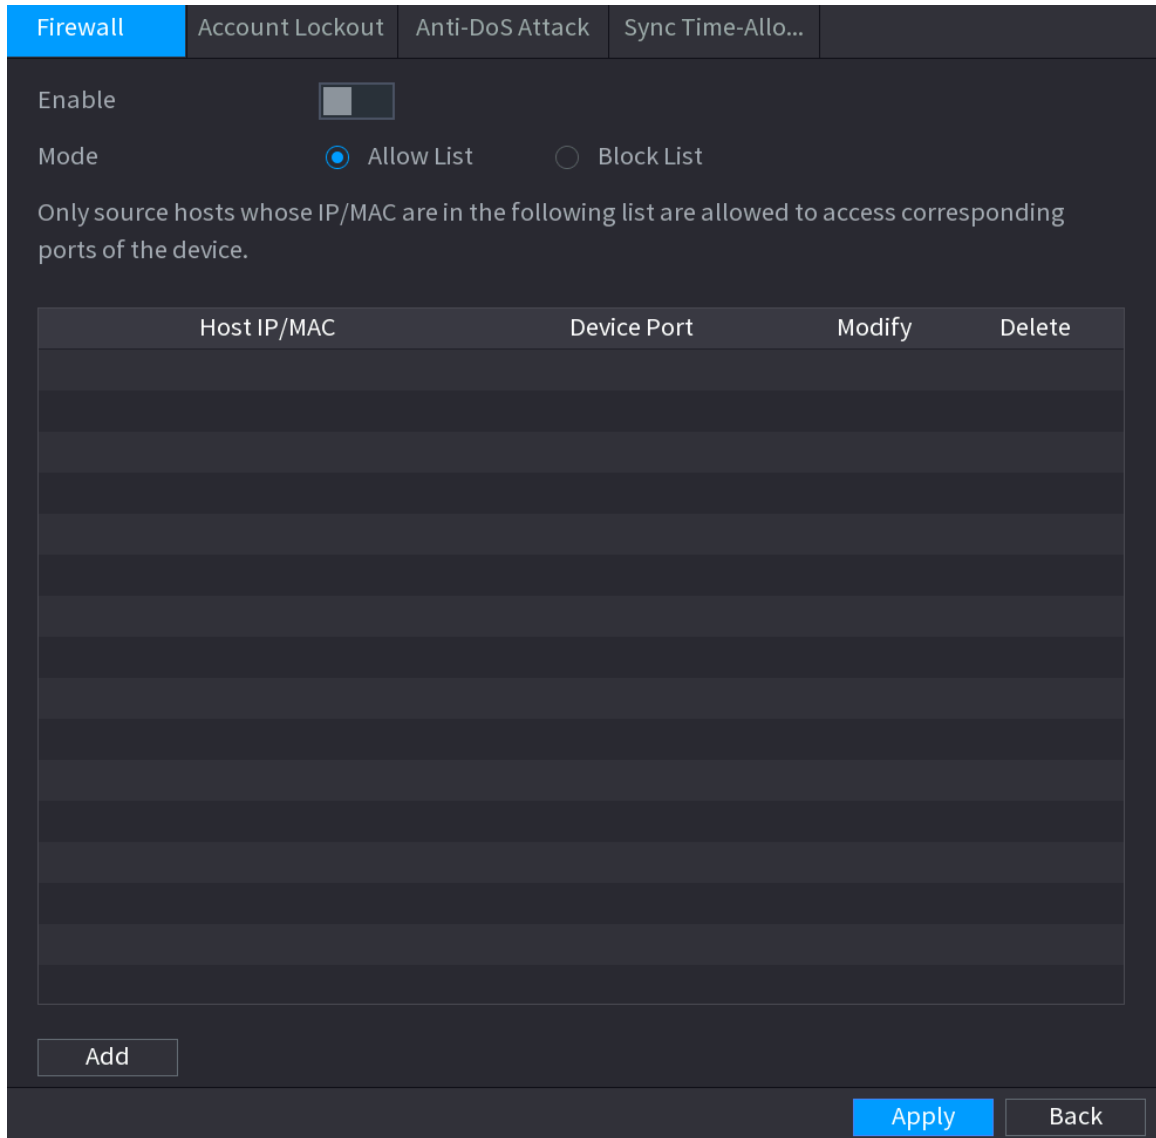 Firewall Account Lockout Anti-DoS Attack Sync Time-Allo...
Enable
Mode Allow List Block List
Only source hosts whose IP/MAC are in the following list are allowed to access corresponding
ports of the device.
Host IP/MAC Device Port Modify Delete
Add
Apply Back